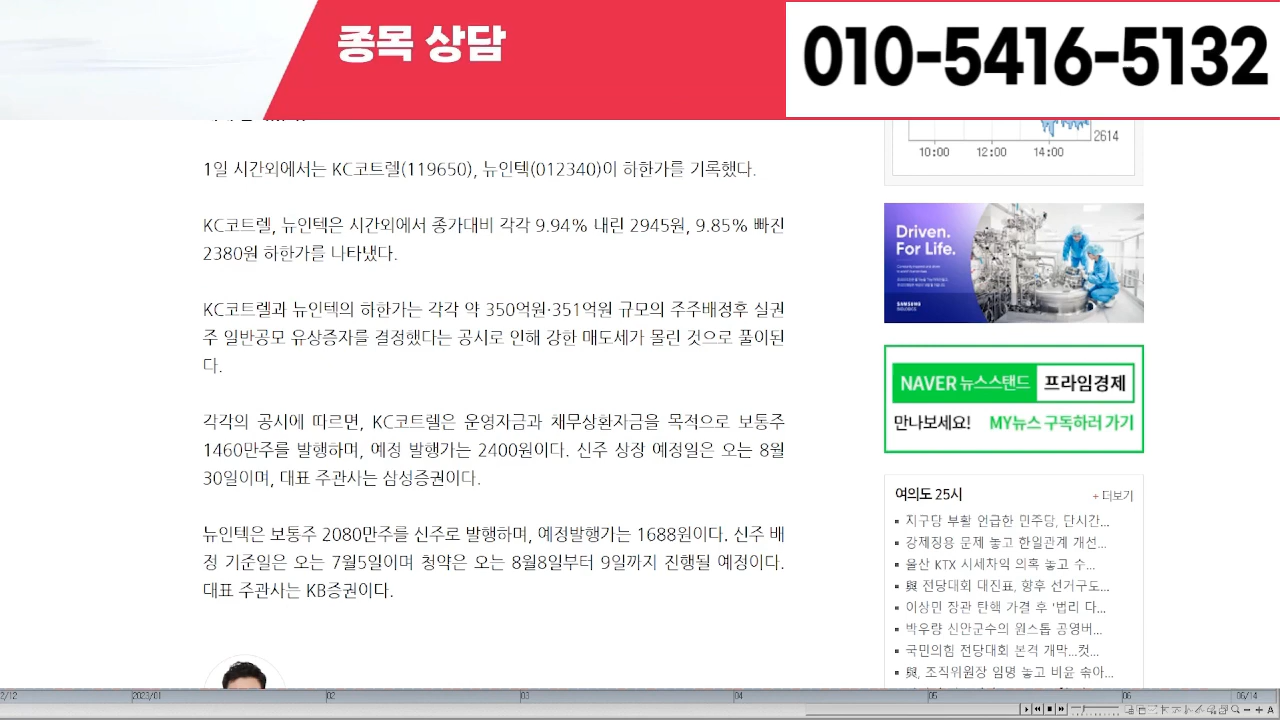 종목 상담
010-5416-5132
1일 시간외에서는 KC코트렐(119650), 뉴인텍(012340)이 하한가를 기록했다.
KC코트렐, 뉴인텍은 시간외에서 종가대비 각각 9.94% 내린 2945원, 9.85% 빠진
2380원 하한가를 나타냈다.
KC코트렐과 뉴인텍의 하한가는 각각 약 350억원·351억원 규모의 주주배정후 실권
주 일반공모 유상증자를 결정했다는 공시로 인해 강한 매도세가 몰린 것으로 풀이된
다.
각각의 공시에 따르면, KC코트렐은 운영자금과 채무상환자금을 목적으로 보통주
1460만주를 발행하며, 예정 발행가는 2400원이다. 신주 상장 예정일은 오는 8월
30일이며, 대표 주관사는 삼성증권이다.
뉴인텍은 보통주 2080만주를 신주로 발행하며, 예정발행가는 1688원이다. 신주 배
정 기준일은 오는 7월5일이며 청약은 오는 8월8일부터 9일까지 진행될 예정이다.
대표 주관사는 KB증권이다.
2614
10:00 12:00 14:00
Driven.
For Life.
SAMSUNG
BIOLOGICS
NAVER 뉴스스탠드 프라임경제
만나보세요! MY뉴스 구독하러 가기
여의도 25시 + 더보기
지구당 부활 언급한 민주당, 단시간...
강제징용 문제 놓고 한일관계 개선...
울산 KTX 시세차익 의혹 놓고 수...
與 전당대회 대진표, 향후 선거구도...
이상민 장관 탄핵 가결 후 '법리 다...
박우량 신안군수의 원스톱 공영버...
국민의힘 전당대회 본격 개막...컷...
與, 조직위원장 임명 놓고 비윤 솎아...
2/12 2023/01 02 03 04 05 06 06/14